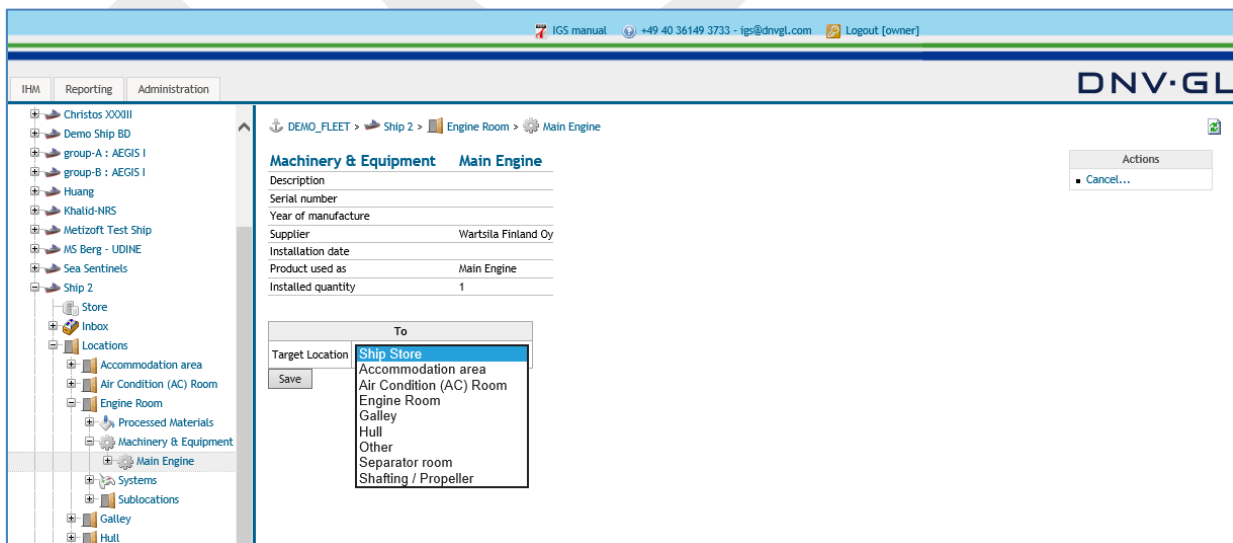 IGS manual +49 40 36149 3733 - igs@dnvgl.com Logout [owner]
DNV·GL
IHM Reporting Administration
Christos XXXIII
Demo Ship BD
group-A : AEGIS I
group-B : AEGIS I
Huang
Khalid-NRS
Metizoft Test Ship
MS Berg - UDINE
Sea Sentinels
Ship 2
Store
Inbox
Locations
Accommodation area
Air Condition (AC) Room
Engine Room
Processed Materials
Machinery & Equipment
Main Engine
Systems
Sublocations
Galley
Hull
DEMO_FLEET > Ship 2 > Engine Room > Main Engine
Machinery & Equipment Main Engine
Description
Serial number
Year of manufacture
Supplier Wartsila Finland Oy
Installation date
Product used as Main Engine
Installed quantity 1
To
Target Location Ship Store
Accommodation area
Air Condition (AC) Room
Engine Room
Galley
Hull
Other
Separator room
Shafting / Propeller
Save
Actions
Cancel...